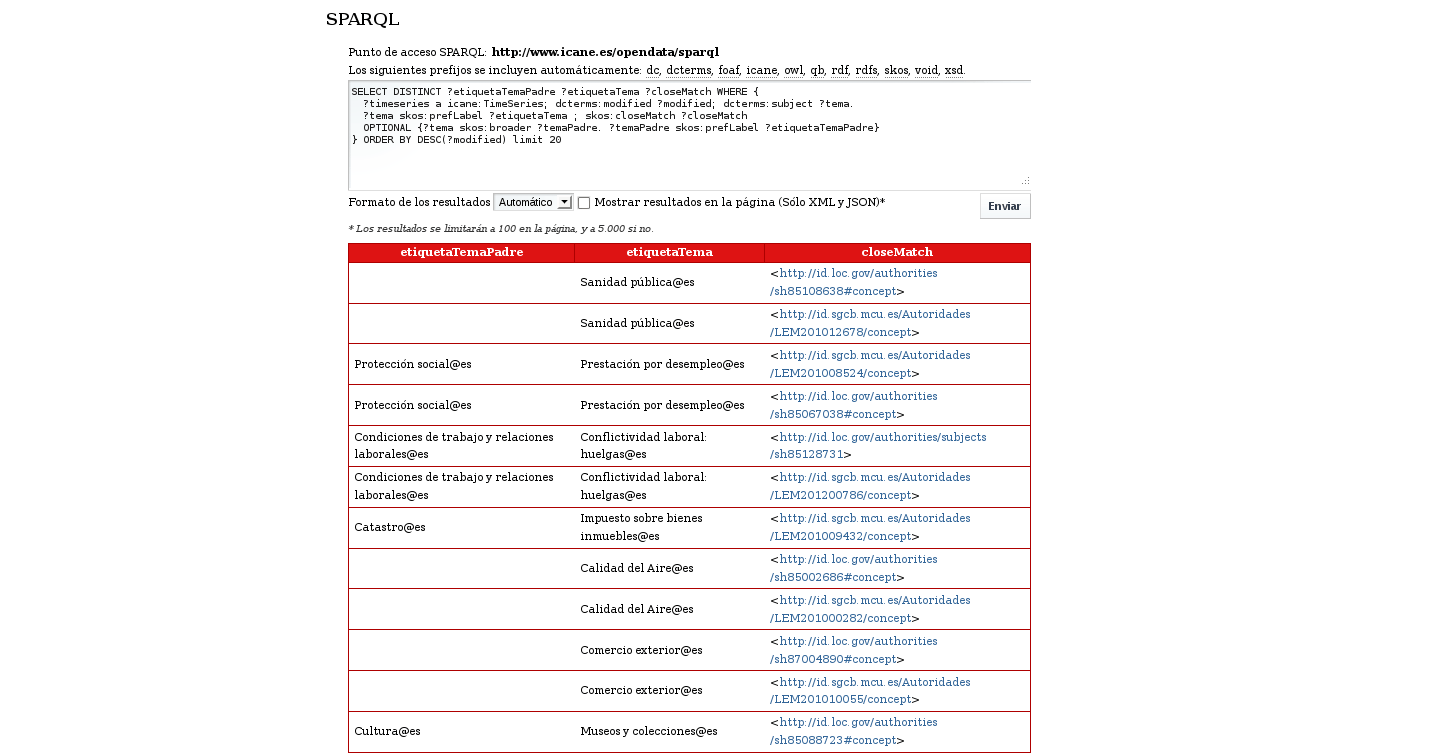 SPARQL
Punto de acceso SPARQL: http://www.icane.es/opendata/sparql
Los siguientes prefijos se incluyen automáticamente: dc, dcterms, foaf, icane, owl, qb, rdf, rdfs, skos, void, xsd.
SELECT DISTINCT ?etiquetaTemaPadre ?etiquetaTema ?closeMatch WHERE {
?timeseries a icane:TimeSeries; dcterms:modified ?modified; dcterms:subject ?tema.
?tema skos:prefLabel ?etiquetaTema ; skos:closeMatch ?closeMatch
OPTIONAL {?tema skos:broader ?temaPadre. ?temaPadre skos:prefLabel ?etiquetaTemaPadre}
} ORDER BY DESC(?modified) limit 20
Formato de los resultados Automático Mostrar resultados en la página (Sólo XML y JSON)* Enviar
* Los resultados se limitarán a 100 en la página, y a 5.000 si no.
etiquetaTemaPadre etiquetaTema closeMatch
Sanidad pública@es <http://id.loc.gov/authorities
/sh85108638#concept>
Sanidad pública@es <http://id.sgcb.mcu.es/Autoridades
/LEM201012678/concept>
Protección social@es Prestación por desempleo@es <http://id.sgcb.mcu.es/Autoridades
/LEM201008524/concept>
Protección social@es Prestación por desempleo@es <http://id.loc.gov/authorities
/sh85067038#concept>
Condiciones de trabajo y relaciones Conflictividad laboral: <http://id.loc.gov/authorities/subjects
laborales@es huelgas@es /sh85128731>
Condiciones de trabajo y relaciones Conflictividad laboral: <http://id.sgcb.mcu.es/Autoridades
laborales@es huelgas@es /LEM201200786/concept>
Catastro@es Impuesto sobre bienes <http://id.sgcb.mcu.es/Autoridades
inmuebles@es /LEM201009432/concept>
Calidad del Aire@es <http://id.loc.gov/authorities
/sh85002686#concept>
Calidad del Aire@es <http://id.sgcb.mcu.es/Autoridades
/LEM201000282/concept>
Comercio exterior@es <http://id.loc.gov/authorities
/sh87004890#concept>
Comercio exterior@es <http://id.sgcb.mcu.es/Autoridades
/LEM201010055/concept>
Cultura@es Museos y colecciones@es <http://id.loc.gov/authorities
/sh85088723#concept>